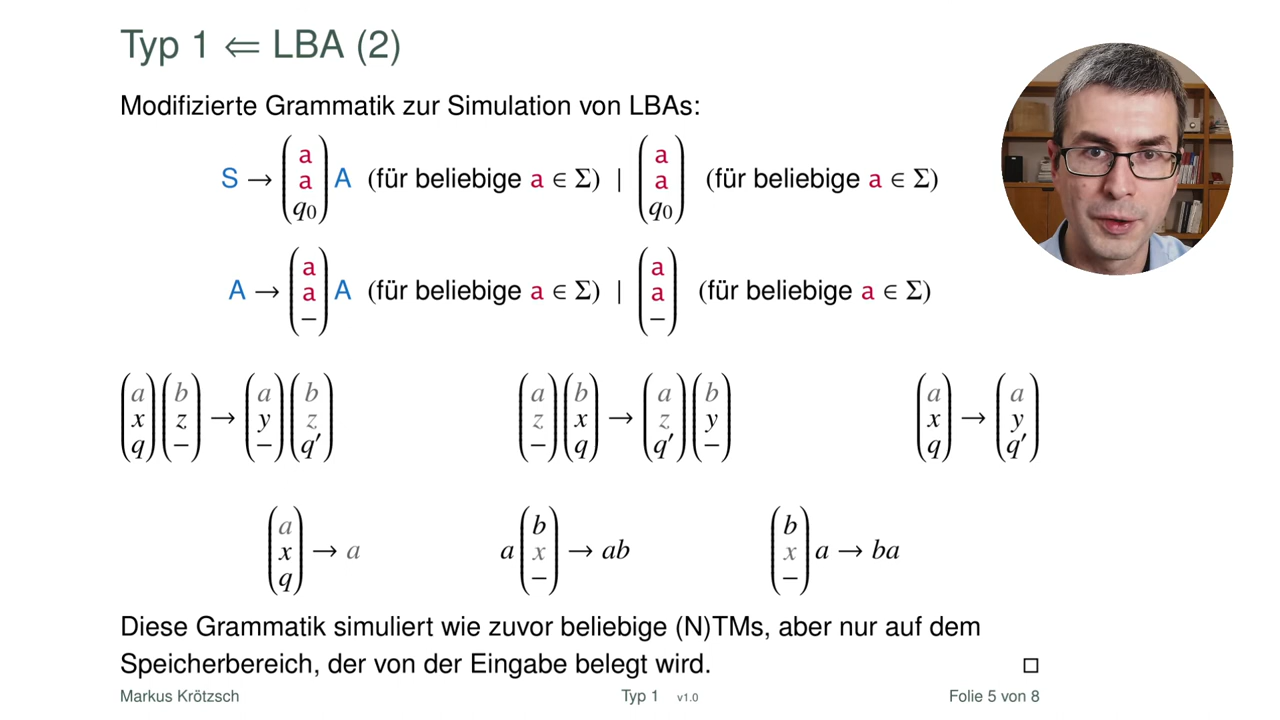 Typ 1 ⇐ LBA (2)
Modifizierte Grammatik zur Simulation von LBAs:
S → (a a q₀) A (für beliebige a ∈ Σ) | (a a q₀) (für beliebige a ∈ Σ)
A → (a a −) A (für beliebige a ∈ Σ) | (a a −) (für beliebige a ∈ Σ)
(a x q) (b z −) → (a y −) (b z q′) (a z −) (b x q) → (a z q′) (b y −) (a x q) → (a y q′)
(a x q) → a a (b x −) → ab (b x −) a → ba
Diese Grammatik simuliert wie zuvor beliebige (N)TMs, aber nur auf dem
Speicherbereich, der von der Eingabe belegt wird. □
Markus Krötzsch Typ 1 v1.0 Folie 5 von 8